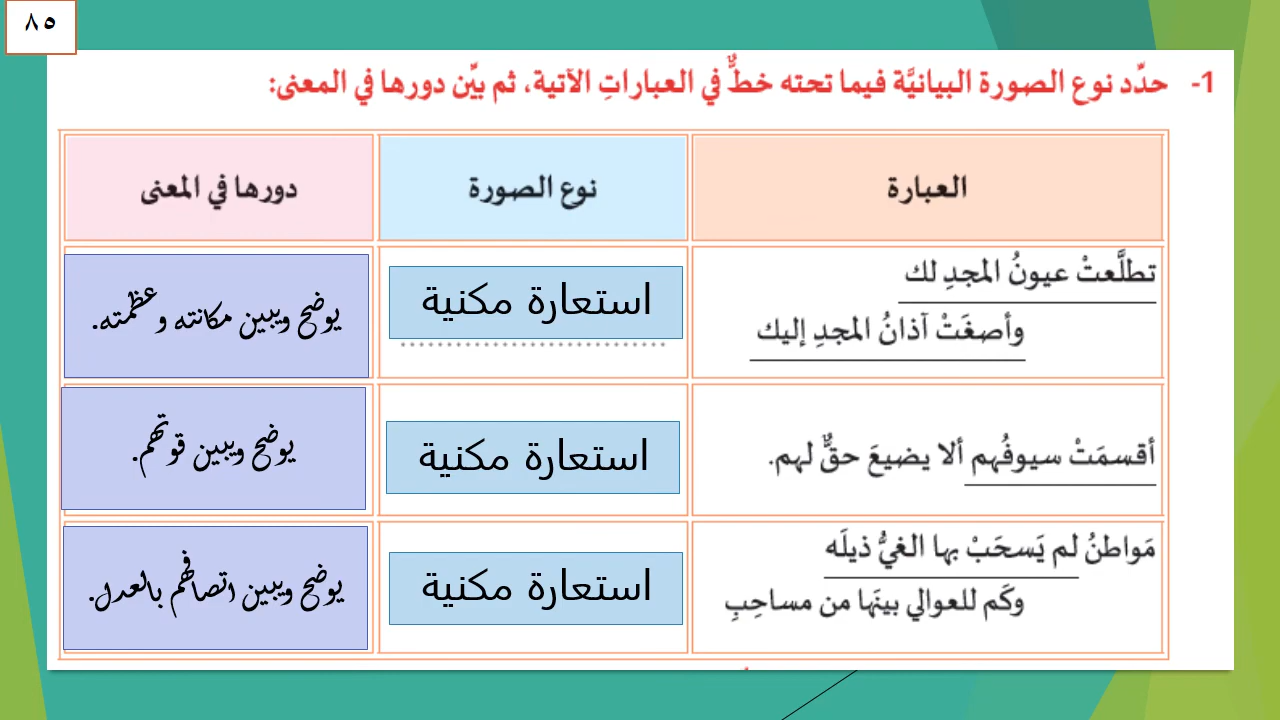 ٨٥
1- حدِّد نوع الصورة البيانيَّة فيما تحته خطٌّ في العباراتِ الآتية، ثم بيِّن دورها في المعنى:
العبارة
نوع الصورة
دورها في المعنى
تطلَّعتْ عيونُ المجدِ لك
وأصغَتْ آذانُ المجدِ إليك
استعارة مكنية
يوضح ويبين مكانته وعظمته.
أقسمَتْ سيوفُهم ألا يضيعَ حقٌّ لهم.
استعارة مكنية
يوضح ويبين قوتهم.
مَواطنُ لم يَسحَبْ بها الغيُّ ذيلَه
وكَم للعوالي بينَها من مساحِبِ
استعارة مكنية
يوضح ويبين اتصافهم بالعدل.